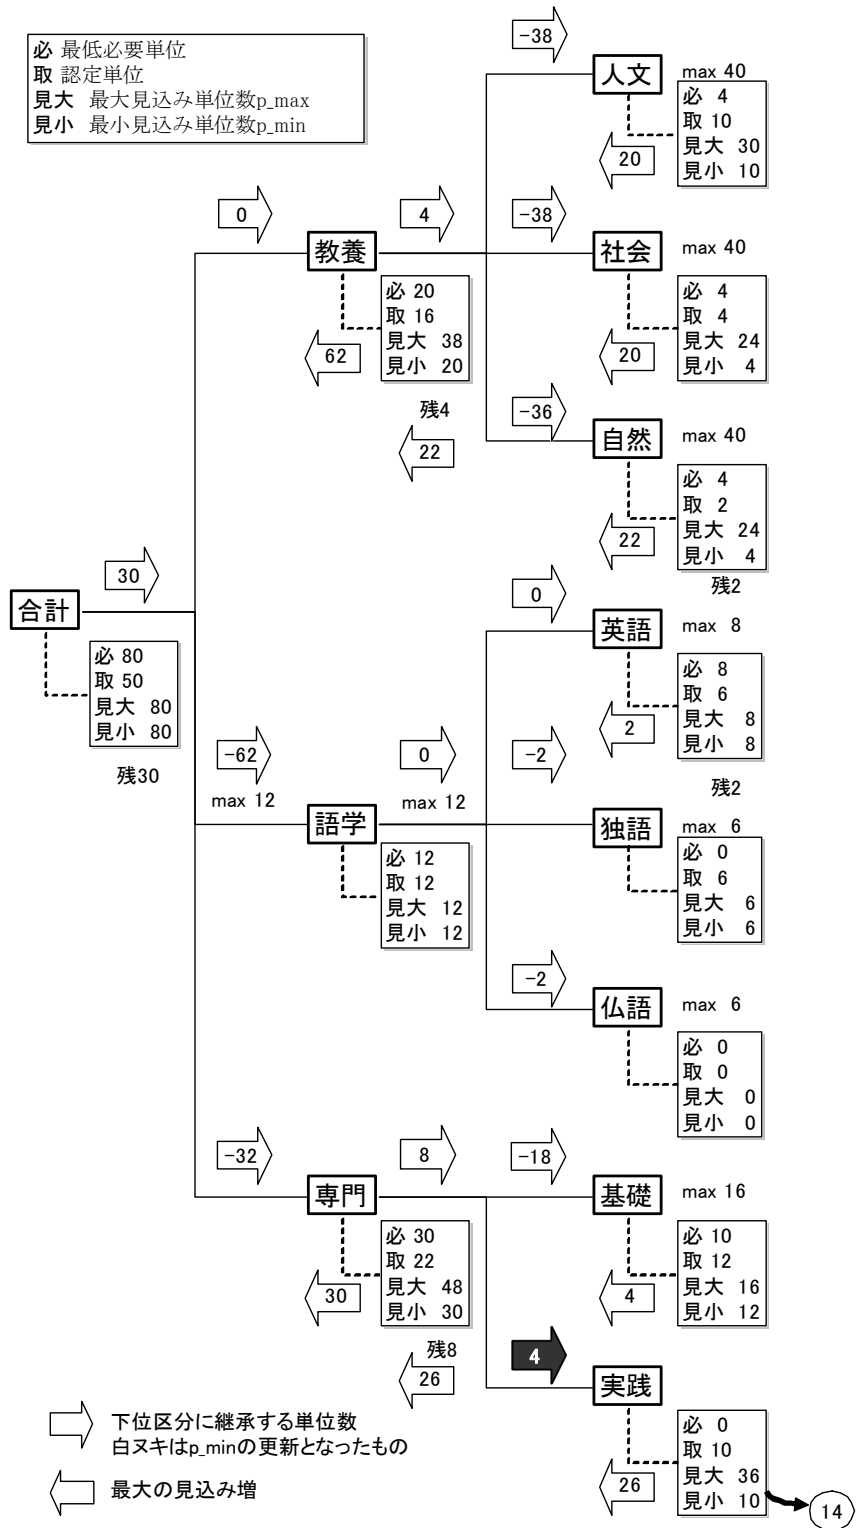 必 最低必要単位
取 認定単位
見大 最大見込み単位数p_max
見小 最小見込み単位数p_min
-38
人文
max 40
必 4
取 10
見大 30
見小 10
20
0
4
-38
教養
社会
max 40
必 20
取 16
見大 38
見小 20
62
必 4
取 4
見大 24
見小 4
20
残4
22
-36
自然
max 40
必 4
取 2
見大 24
見小 4
22
残2
30
合計
必 80
取 50
見大 80
見小 80
残30
0
英語
max 8
必 8
取 6
見大 8
見小 8
2
残2
-62
max 12
0
max 12
-2
語学
必 12
取 12
見大 12
見小 12
独語
max 6
必 0
取 6
見大 6
見小 6
-2
仏語
max 6
必 0
取 0
見大 0
見小 0
-32
8
-18
専門
必 30
取 22
見大 48
見小 30
30
残8
26
基礎
max 16
必 10
取 12
見大 16
見小 12
4
4
実践
必 0
取 10
見大 36
見小 10
26
14
下位区分に継承する単位数
白ヌキはp_minの更新となったもの
最大の見込み増